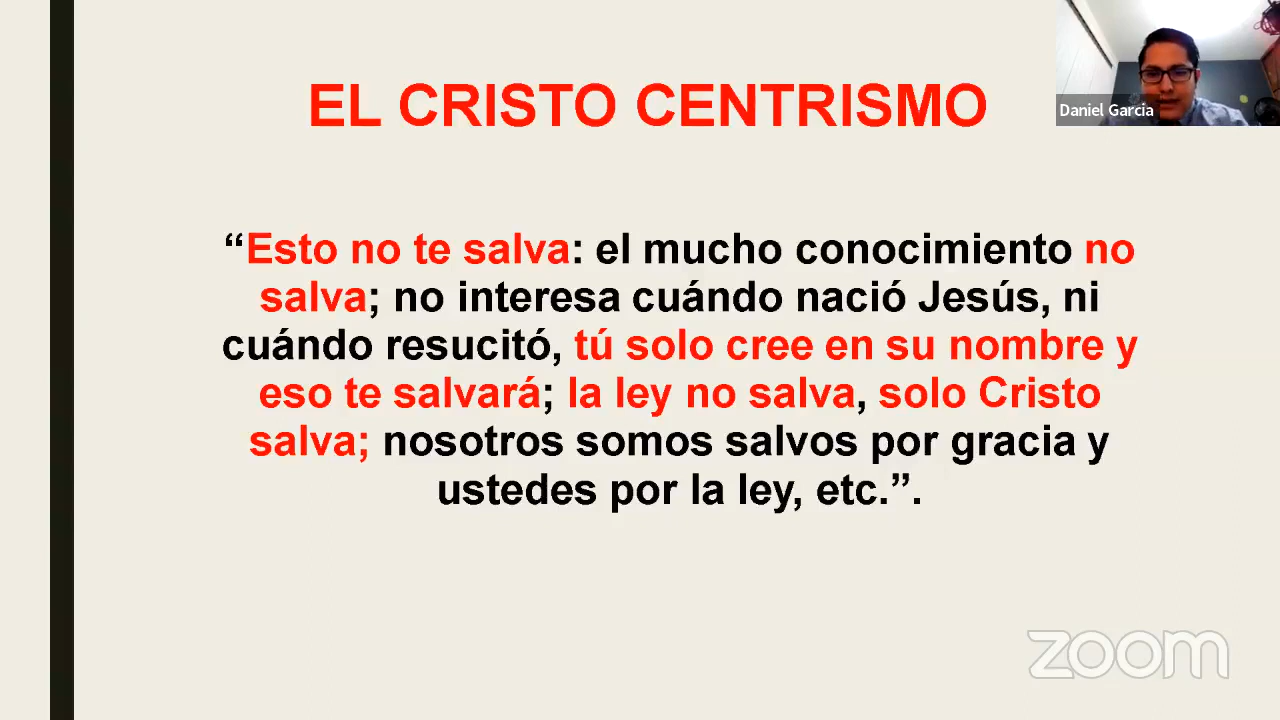 EL CRISTO CENTRISMO
Daniel Garcia
“Esto no te salva: el mucho conocimiento no
salva; no interesa cuándo nació Jesús, ni
cuándo resucitó, tú solo cree en su nombre y
eso te salvará; la ley no salva, solo Cristo
salva; nosotros somos salvos por gracia y
ustedes por la ley, etc.”.
zoom